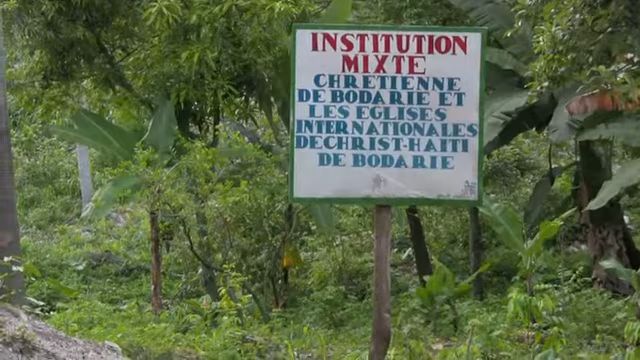 INSTITUTION
MIXTE
CHRETIENNE
DE BODARIE ET
LES EGLISES
INTERNATIONALES
DECHRIST-HAITI
DE BODARIE